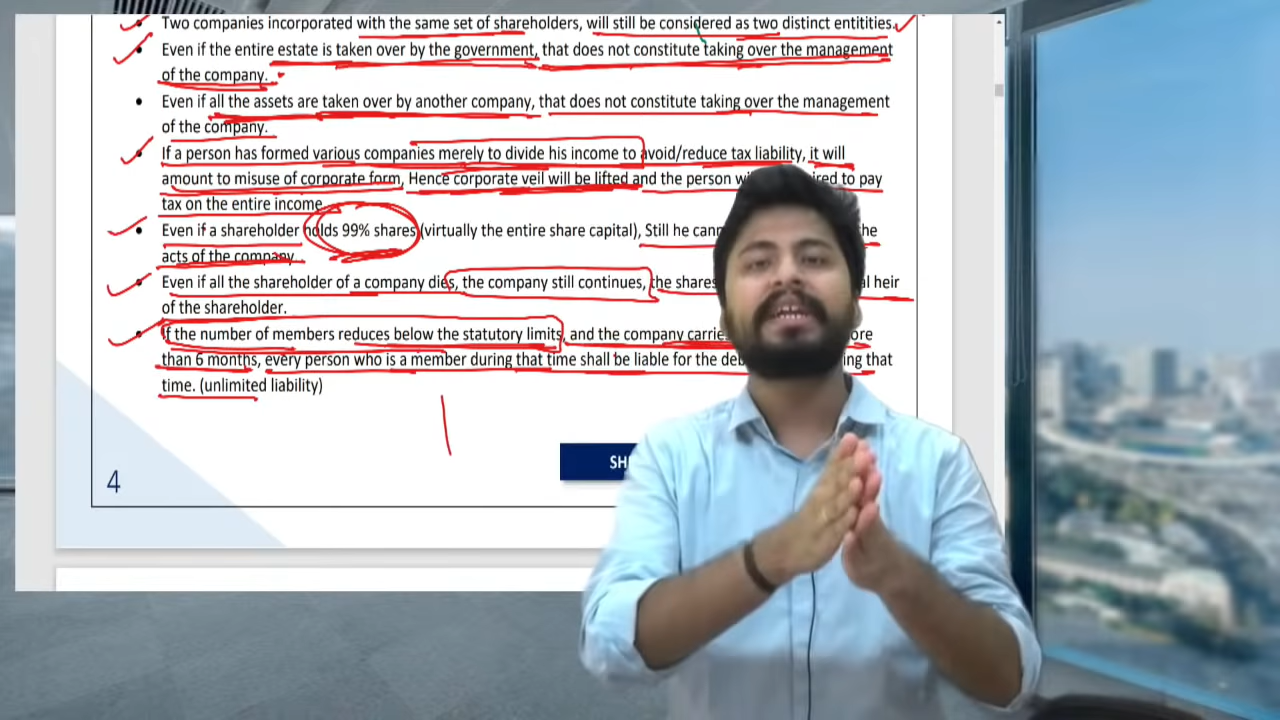 Two companies incorporated with the same set of shareholders, will still be considered as two distinct entitities.
Even if the entire estate is taken over by the government, that does not constitute taking over the management
of the company.
Even if all the assets are taken over by another company, that does not constitute taking over the management
of the company.
If a person has formed various companies merely to divide his income to avoid/reduce tax liability, it will
amount to misuse of corporate form, Hence corporate veil will be lifted and the person to pay
tax on the entire income
Even if a shareholder holds 99% shares (virtually the entire share capital), Still he the
acts of the company
Even if all the shareholder of a company dies, the company still continues, the shares heir
of the shareholder.
If the number of members reduces below the statutory limits, and the company
than 6 months, every person who is a member during that time shall be liable for the that
time. (unlimited liability)
4